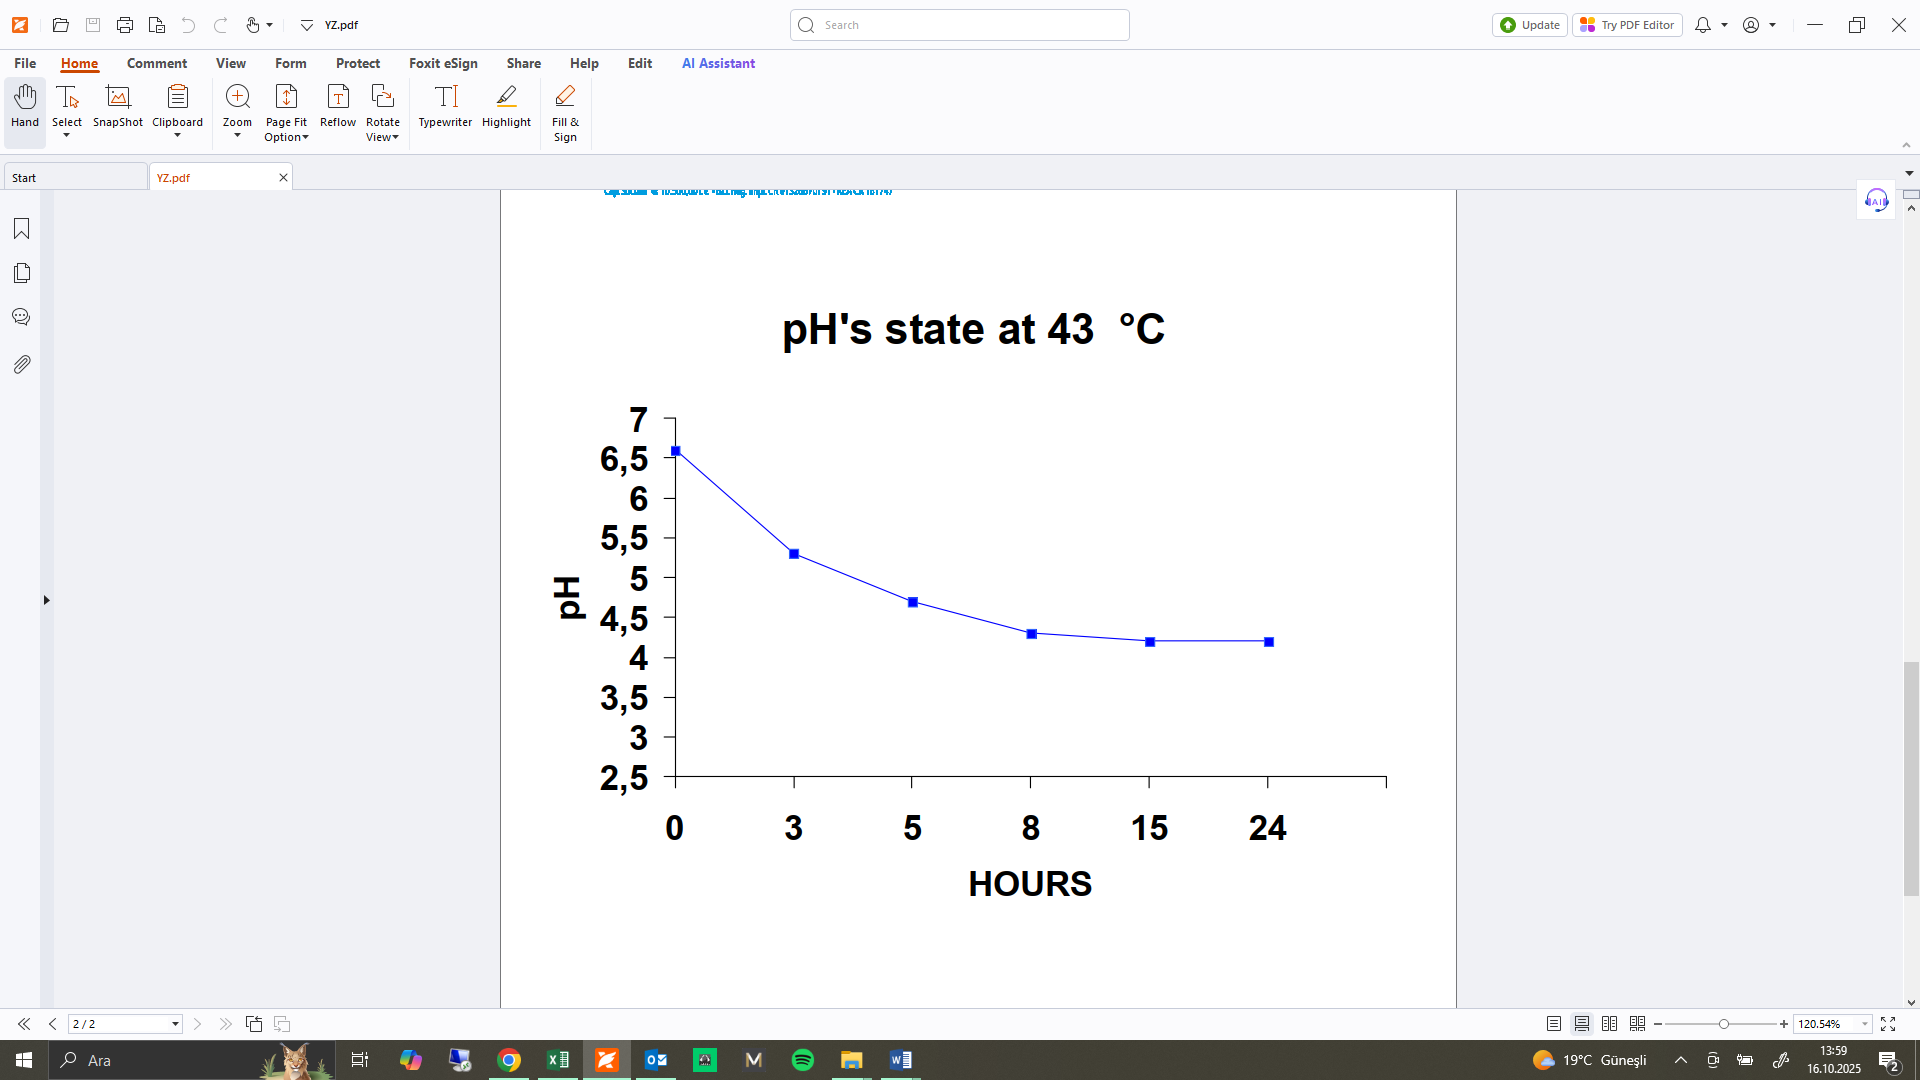 YZ.pdf
Search
Update
Try PDF Editor
File Home Comment View Form Protect Foxit eSign Share Help Edit AI Assistant
Hand Select SnapShot Clipboard Zoom Page Fit Option Reflow Rotate View Typewriter Highlight Fill & Sign
Start YZ.pdf
AI
pH's state at 43 °C
7
6,5
6
5,5
5
4,5
4
3,5
3
2,5
pH
0 3 5 8 15 24
HOURS
2 / 2
120.54%
Ara
19°C Güneşli
13:59
16.10.2025
2